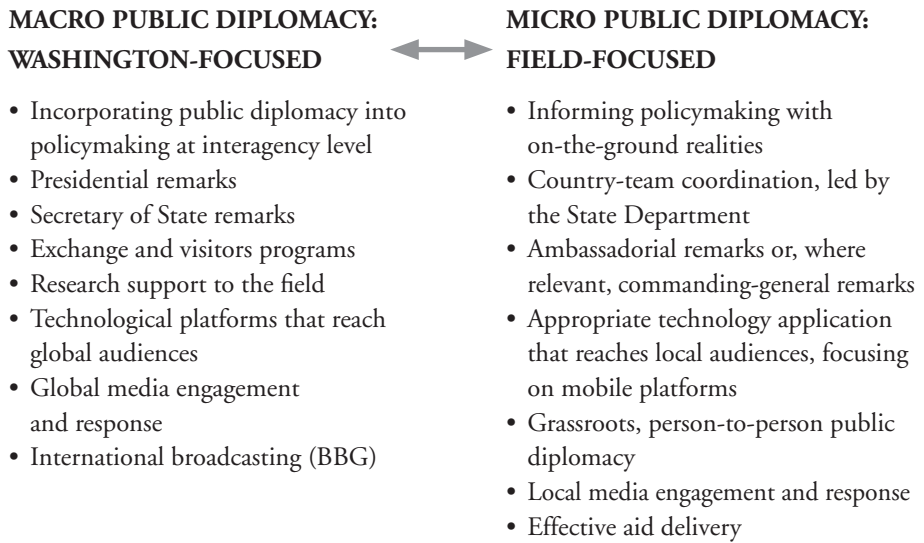 MACRO PUBLIC DIPLOMACY:
WASHINGTON-FOCUSED
• Incorporating public diplomacy into
policymaking at interagency level
• Presidential remarks
• Secretary of State remarks
• Exchange and visitors programs
• Research support to the field
• Technological platforms that reach
global audiences
• Global media engagement
and response
• International broadcasting (BBG)
MICRO PUBLIC DIPLOMACY:
FIELD-FOCUSED
• Informing policymaking with
on-the-ground realities
• Country-team coordination, led by
the State Department
• Ambassadorial remarks or, where
relevant, commanding-general remarks
• Appropriate technology application
that reaches local audiences, focusing
on mobile platforms
• Grassroots, person-to-person public
diplomacy
• Local media engagement and response
• Effective aid delivery